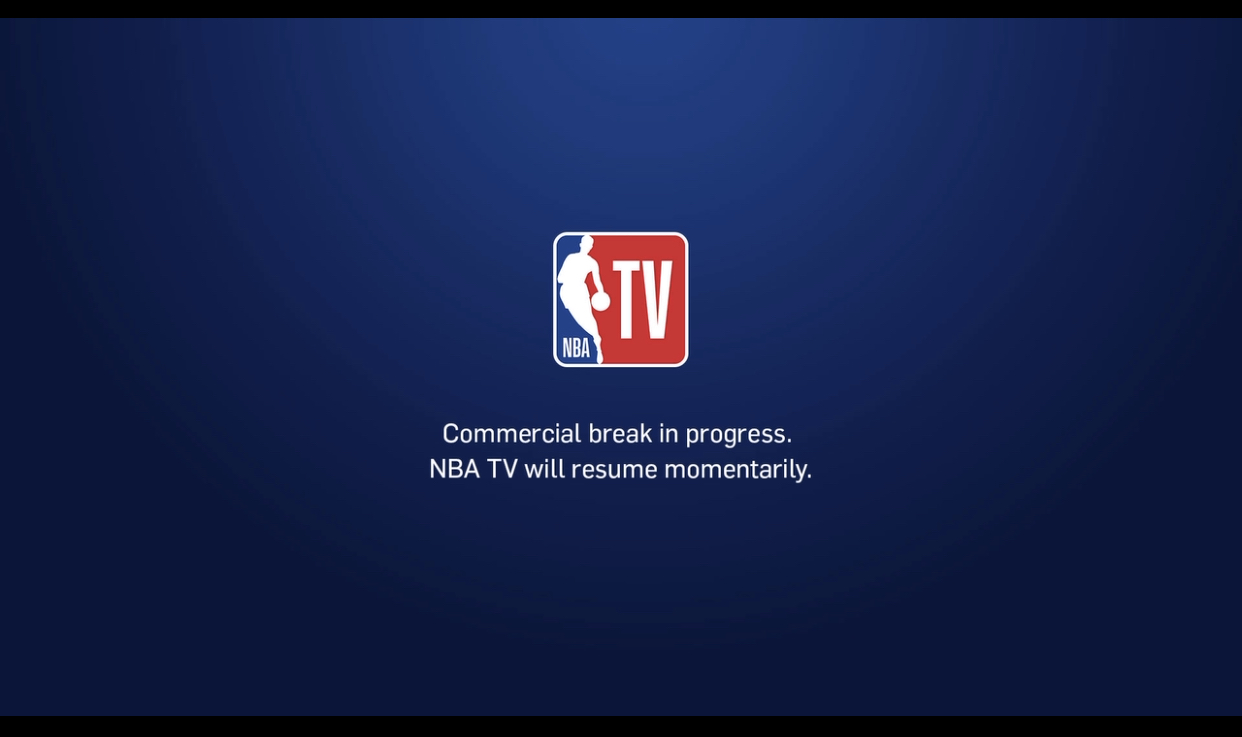 NBA
TV
Commercial break in progress.
NBA TV will resume momentarily.